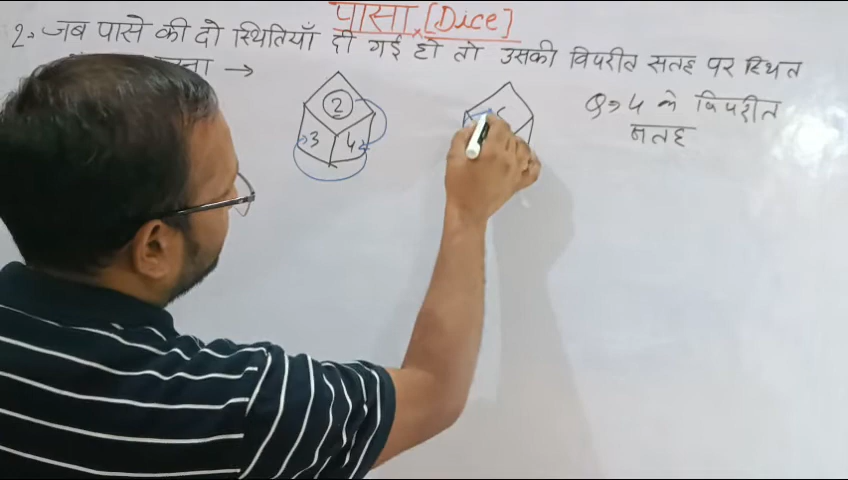 पासा [Dice]
2. जब पासे की दो स्थितियाँ दी गई हो तो उसकी विपरीत सतह पर स्थित
→
2
3 4
Q→ 4 के विपरीत
सतह